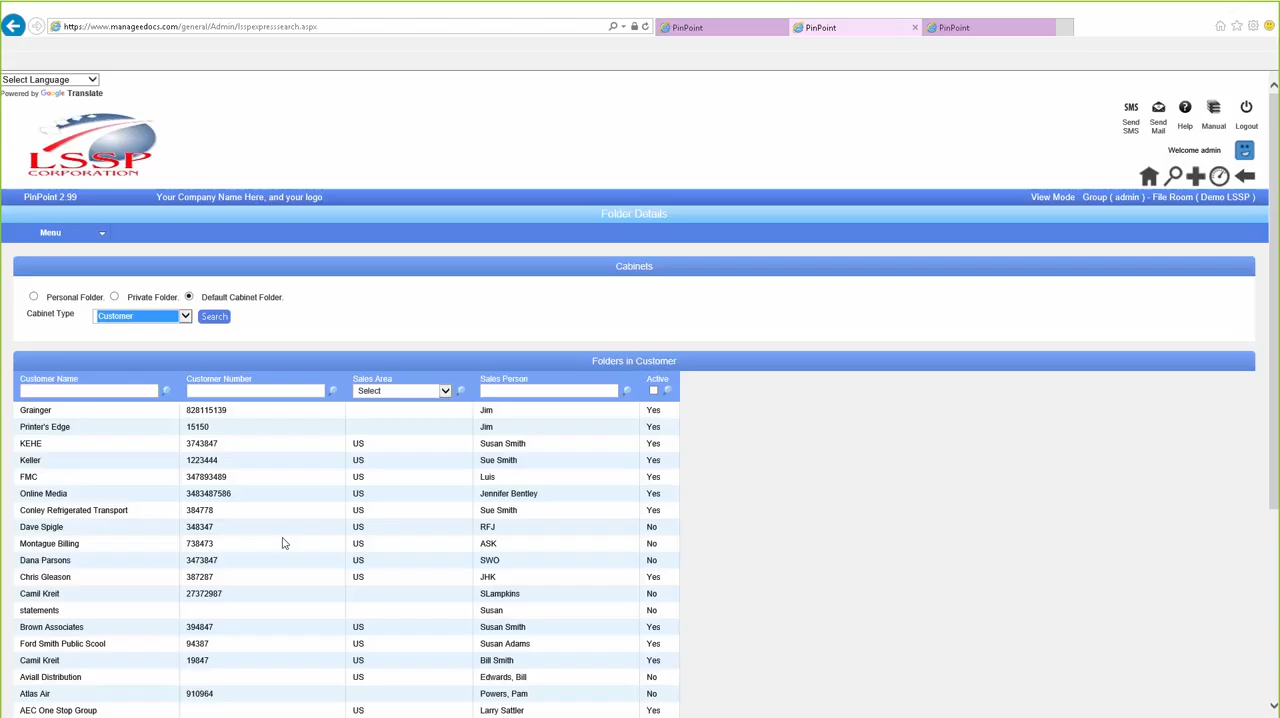 https://www.manageedocs.com/general/Admin/lsspexpresssearch.aspx
PinPoint
PinPoint
PinPoint
Select Language
Powered by Google Translate
LSSP
CORPORATION
SMS
Send SMS
Send Mail
Help
Manual
Logout
Welcome admin
PinPoint 2.99
Your Company Name Here, and your logo
View Mode Group ( admin ) - File Room ( Demo LSSP )
Folder Details
Menu
Cabinets
Personal Folder. Private Folder. Default Cabinet Folder.
Cabinet Type Customer Search
Folders in Customer
Customer Name Customer Number Sales Area Sales Person Active
Select
Grainger 828115139 Jim Yes
Printer's Edge 15150 Jim Yes
KEHE 3743847 US Susan Smith Yes
Keller 1223444 US Sue Smith Yes
FMC 347893489 US Luis Yes
Online Media 3483487586 US Jennifer Bentley Yes
Conley Refrigerated Transport 384778 US Sue Smith Yes
Dave Spigle 348347 US RFJ No
Montague Billing 738473 US ASK No
Dana Parsons 3473847 US SWO No
Chris Gleason 387287 US JHK Yes
Camil Kreit 27372987 SLampkins No
statements Susan No
Brown Associates 394847 US Susan Smith Yes
Ford Smith Public Scool 94387 US Susan Adams Yes
Camil Kreit 19847 US Bill Smith Yes
Aviall Distribution US Edwards, Bill No
Atlas Air 910964 Powers, Pam No
AEC One Stop Group US Larry Sattler Yes